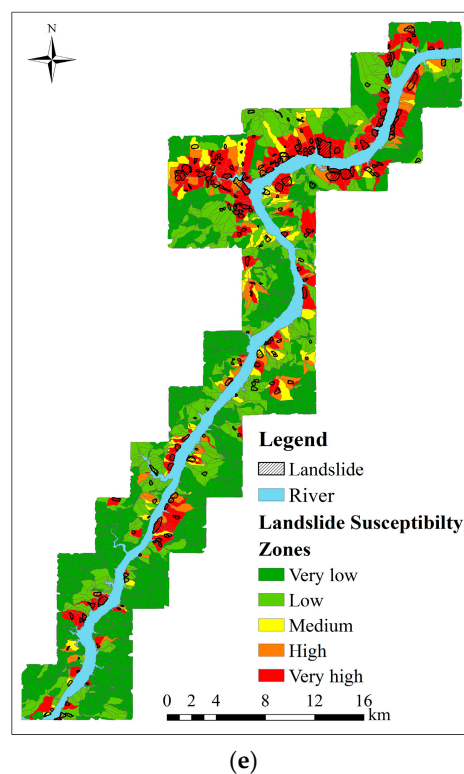 N
Legend
Landslide
River
Landslide Susceptibilty
Zones
Very low
Low
Medium
High
Very high
0 2 4 8 12 16
km
(e)